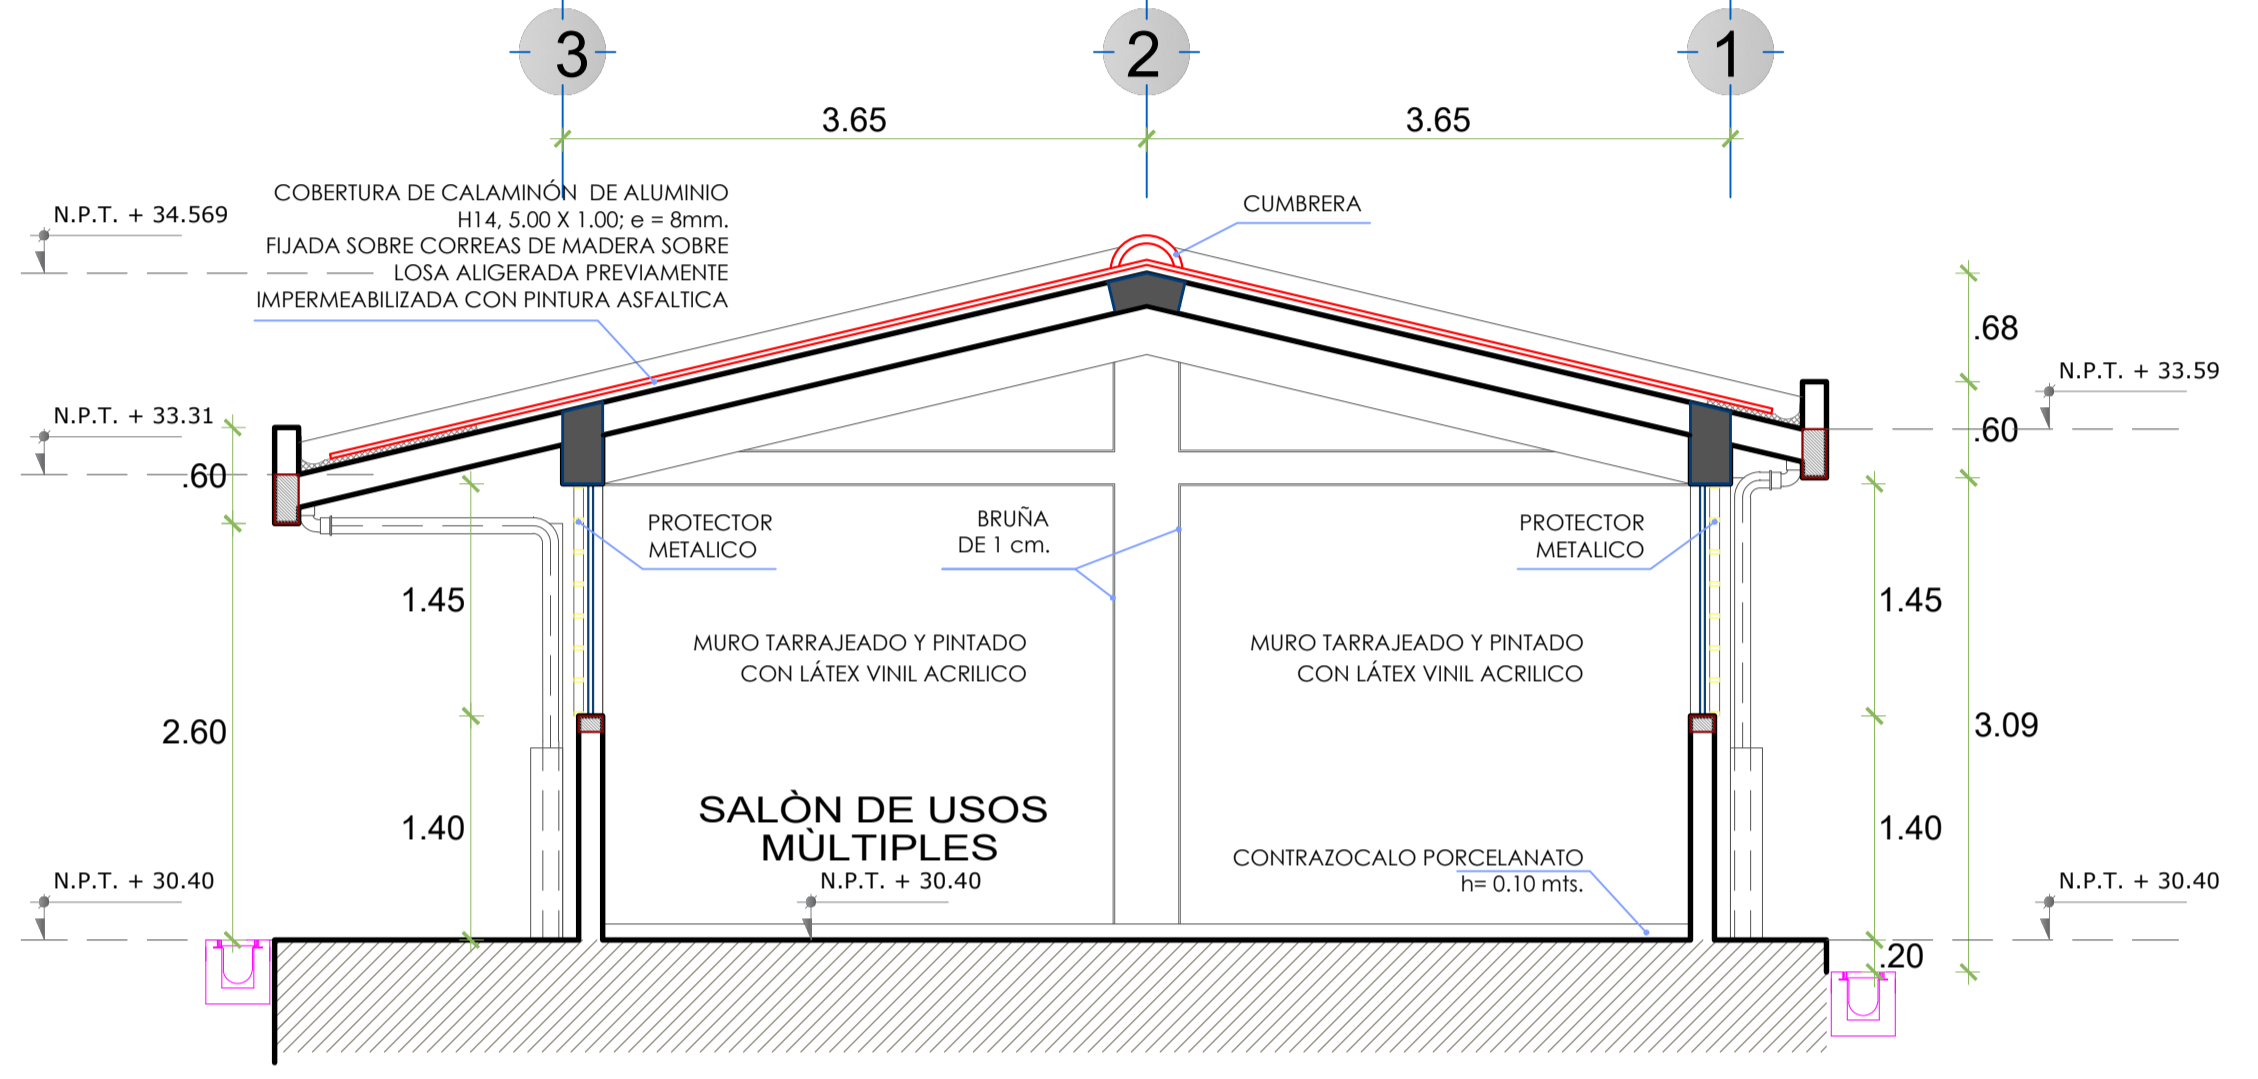 3
2
1
3.65
3.65
COBERTURA DE CALAMINÓN DE ALUMINIO
H14, 5.00 X 1.00; e = 8mm.
FIJADA SOBRE CORREAS DE MADERA SOBRE
LOSA ALIGERADA PREVIAMENTE
IMPERMEABILIZADA CON PINTURA ASFALTICA
N.P.T. + 34.569
CUMBRERA
.68
N.P.T. + 33.59
N.P.T. + 33.31
.60
.60
PROTECTOR
METALICO
BRUÑA
DE 1 cm.
PROTECTOR
METALICO
1.45
1.45
MURO TARRAJEADO Y PINTADO
CON LÁTEX VINIL ACRILICO
MURO TARRAJEADO Y PINTADO
CON LÁTEX VINIL ACRILICO
2.60
3.09
SALÒN DE USOS
MÙLTIPLES
N.P.T. + 30.40
1.40
1.40
CONTRAZOCALO PORCELANATO
h= 0.10 mts.
N.P.T. + 30.40
N.P.T. + 30.40
.20